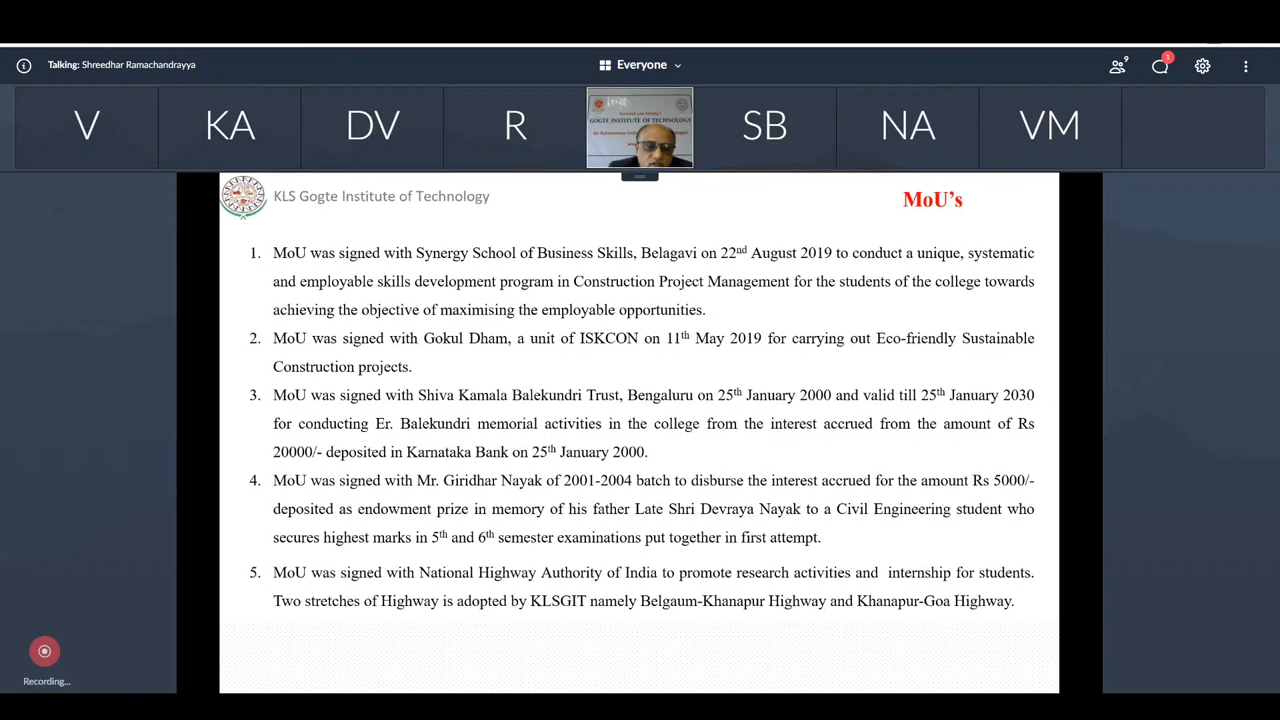 Talking: Shreedhar Ramachandrayya
Everyone
9
1
V
KA
DV
R
GOGTE INSTITUTE OF TECHNOLOGY
SB
NA
VM
KLS Gogte Institute of Technology
MoU's
1. MoU was signed with Synergy School of Business Skills, Belagavi on 22nd August 2019 to conduct a unique, systematic
and employable skills development program in Construction Project Management for the students of the college towards
achieving the objective of maximising the employable opportunities.
2. MoU was signed with Gokul Dham, a unit of ISKCON on 11th May 2019 for carrying out Eco-friendly Sustainable
Construction projects.
3. MoU was signed with Shiva Kamala Balekundri Trust, Bengaluru on 25th January 2000 and valid till 25th January 2030
for conducting Er. Balekundri memorial activities in the college from the interest accrued from the amount of Rs
20000/- deposited in Karnataka Bank on 25th January 2000.
4. MoU was signed with Mr. Giridhar Nayak of 2001-2004 batch to disburse the interest accrued for the amount Rs 5000/-
deposited as endowment prize in memory of his father Late Shri Devraya Nayak to a Civil Engineering student who
secures highest marks in 5th and 6th semester examinations put together in first attempt.
5. MoU was signed with National Highway Authority of India to promote research activities and internship for students.
Two stretches of Highway is adopted by KLSGIT namely Belgaum-Khanapur Highway and Khanapur-Goa Highway.
Recording...